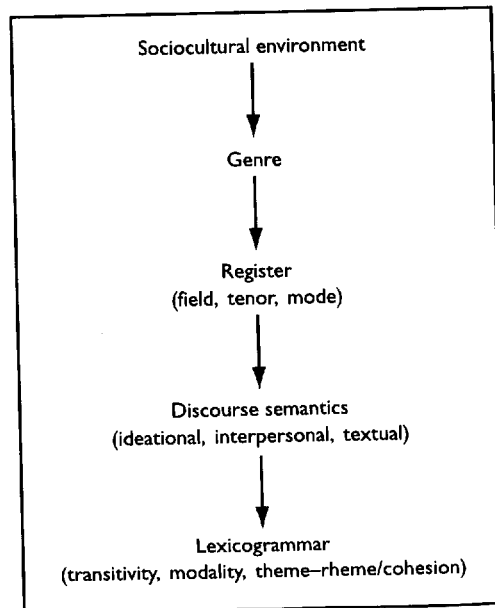 Sociocultural environment
Genre
Register
(field, tenor, mode)
Discourse semantics
(ideational, interpersonal, textual)
Lexicogrammar
(transitivity, modality, theme–rheme/cohesion)